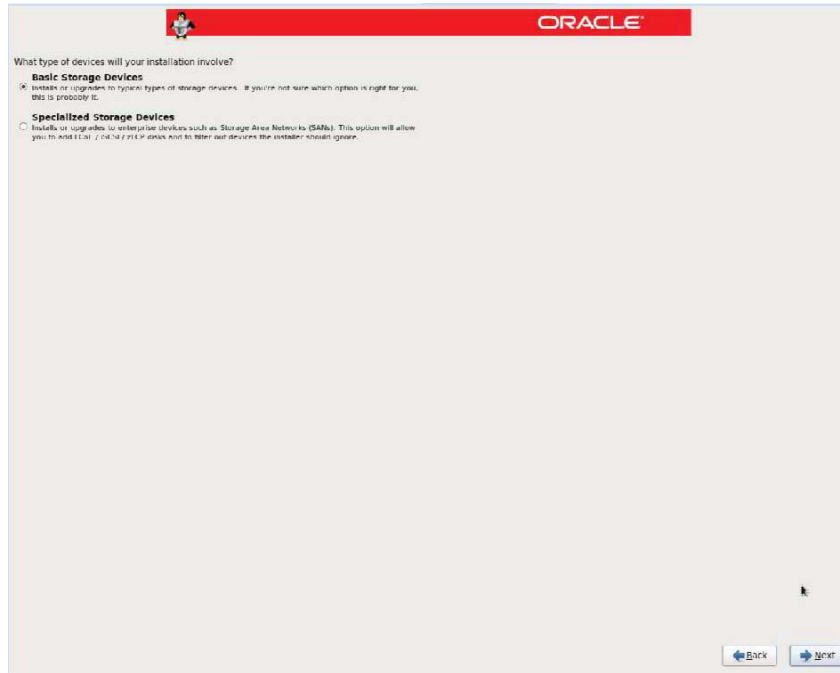 ORACLE
What type of devices will your installation involve?
Basic Storage Devices
Installs or upgrades to typical types of storage devices. If you're not sure which option is right for you,
this is probably it.
Specialized Storage Devices
Installs or upgrades to enterprise devices such as Storage Area Networks (SANs). This option will allow
you to add FCoE / iSCSI / zFCP disks and to filter out devices the installer should ignore.
Back
Next